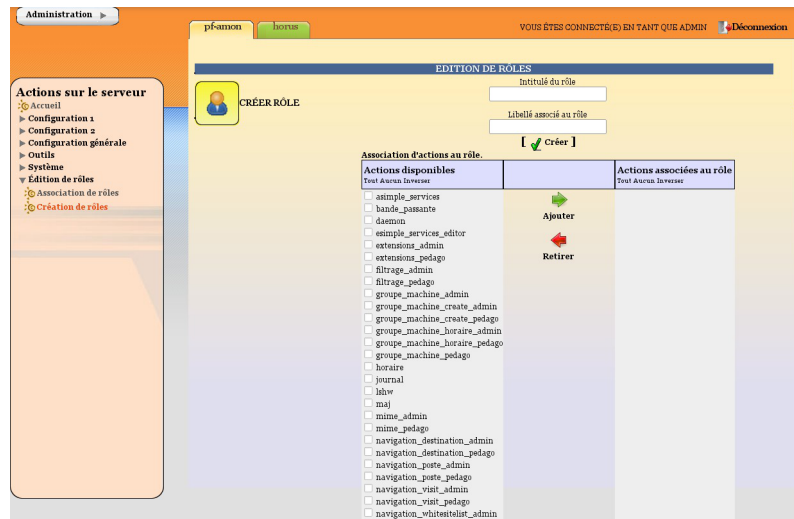 Administration
pf-amon
horus
VOUS ÊTES CONNECTÉ(E) EN TANT QUE ADMIN
Déconnexion
EDITION DE RÔLES
Actions sur le serveur
Accueil
Configuration 1
Configuration 2
Configuration générale
Outils
Système
Édition de rôles
Association de rôles
Création de rôles
CRÉER RÔLE
Intitulé du rôle
Libellé associé au rôle
[ Créer ]
Association d'actions au rôle.
Actions disponibles
Tout Aucun Inverser
Actions associées au rôle
Tout Aucun Inverser
asimple_services
bande_passante
daemon
esimple_services_editor
extensions_admin
extensions_pedago
filtrage_admin
filtrage_pedago
groupe_machine_admin
groupe_machine_create_admin
groupe_machine_create_pedago
groupe_machine_horaire_admin
groupe_machine_horaire_pedago
groupe_machine_pedago
horaire
journal
lshw
maj
mime_admin
mime_pedago
navigation_destination_admin
navigation_destination_pedago
navigation_poste_admin
navigation_poste_pedago
navigation_visit_admin
navigation_visit_pedago
navigation_whitesitelist_admin
Ajouter
Retirer